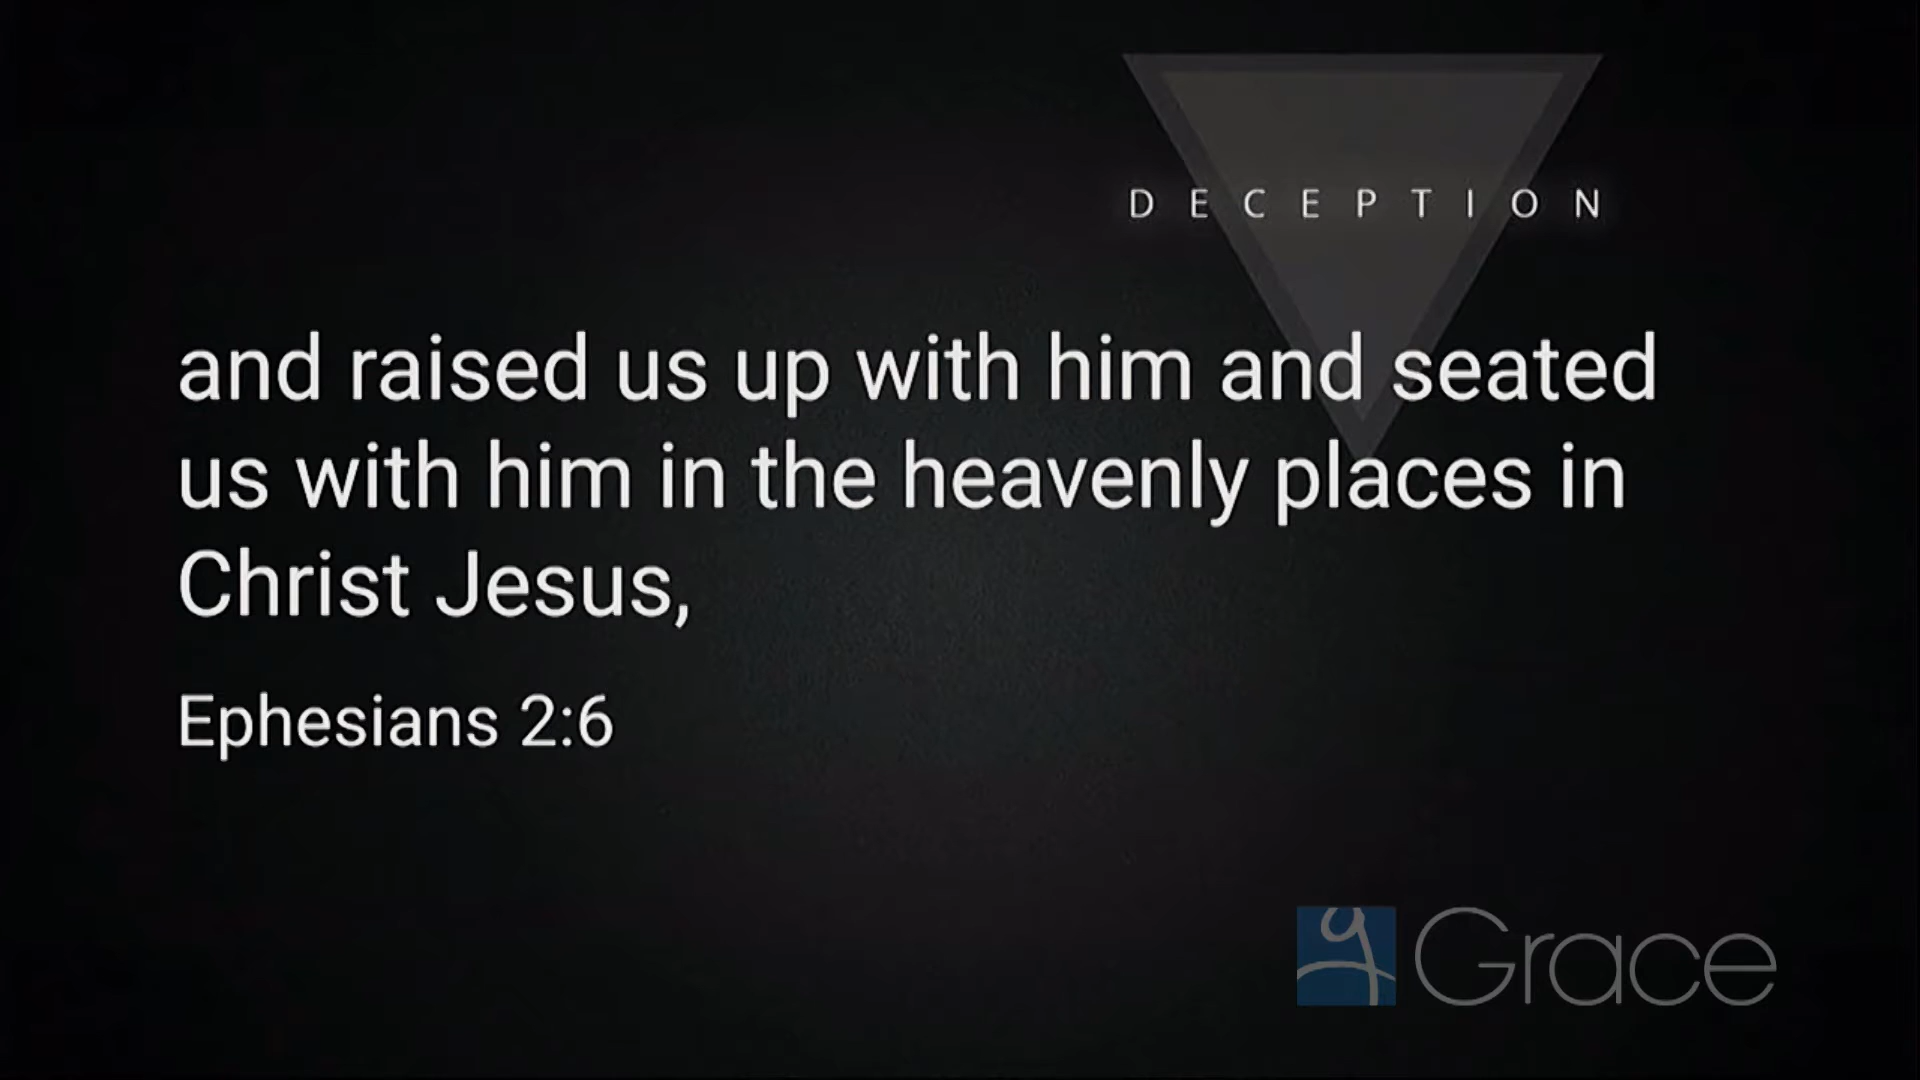 DECEPTION
and raised us up with him and seated
us with him in the heavenly places in
Christ Jesus,
Ephesians 2:6
Grace